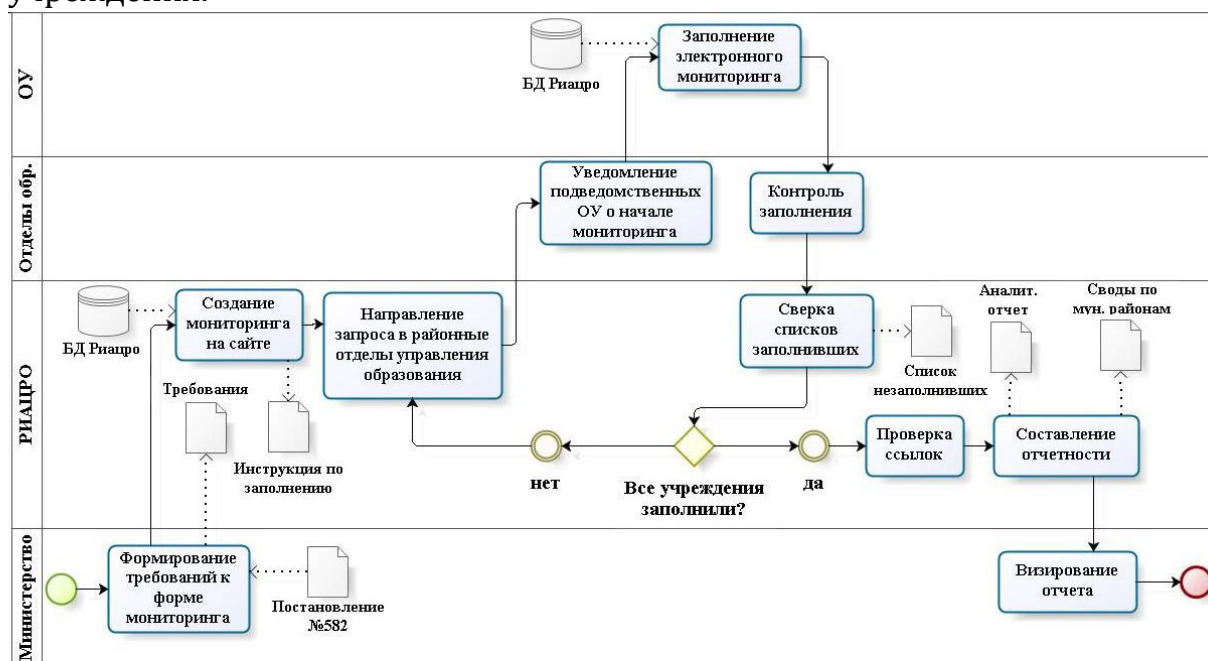 учреждений.
ОУ
БД Риацро
Заполнение
электронного
мониторинга
Отделы обр.
Уведомление
подведомственных
ОУ о начале
мониторинга
Контроль
заполнения
РИАЦРО
БД Риацро
Создание
мониторинга
на сайте
Направление
запроса в районные
отделы управления
образования
Сверка
списков
заполнивших
Аналит.
отчет
Своды по
мун. районам
Список
незаполнивших
Требования
Инструкция по
заполнению
нет
Все учреждения
заполнили?
да
Проверка
ссылок
Составление
отчетности
Министерство
Формирование
требований к
форме
мониторинга
Постановление
№582
Визирование
отчета